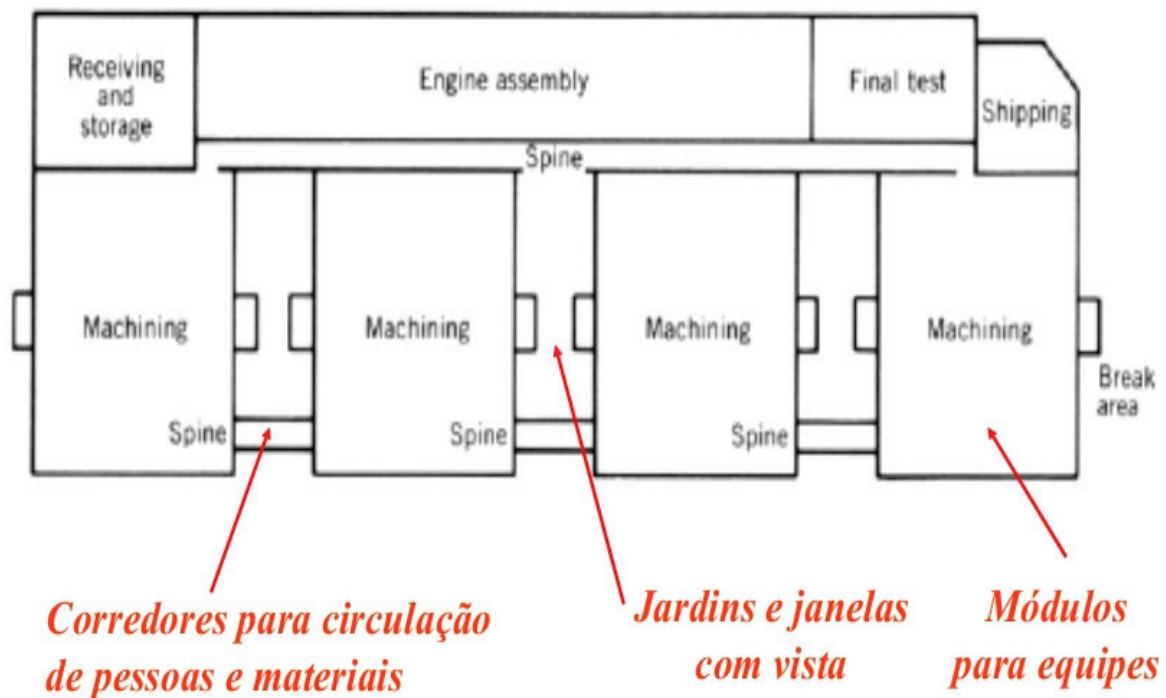 Receiving
and
storage
Engine assembly
Final test
Shipping
Spine
Machining
Machining
Machining
Machining
Break
area
Spine
Spine
Spine
Corredores para circulação
de pessoas e materiais
Jardins e janelas
com vista
Módulos
para equipes